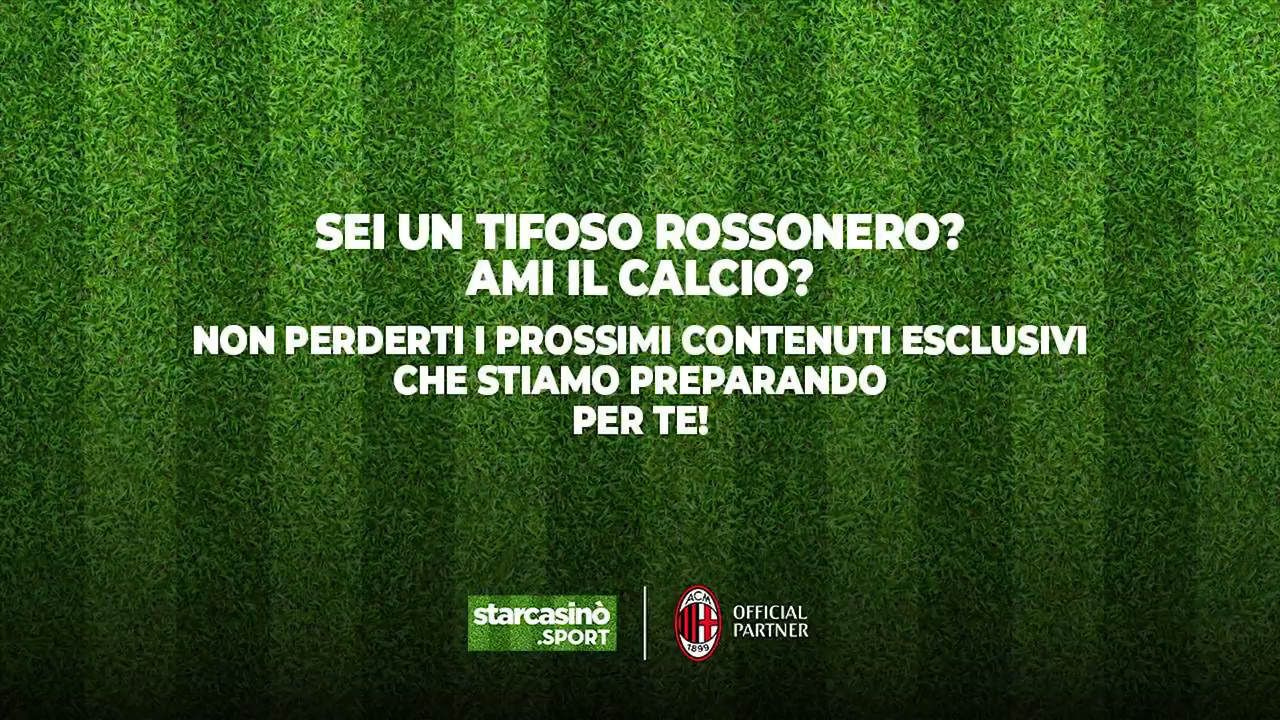 SEI UN TIFOSO ROSSONERO?
AMI IL CALCIO?
NON PERDERTI I PROSSIMI CONTENUTI ESCLUSIVI
CHE STIAMO PREPARANDO
PER TE!
starcasinò
.SPORT
ACM
1899
OFFICIAL
PARTNER